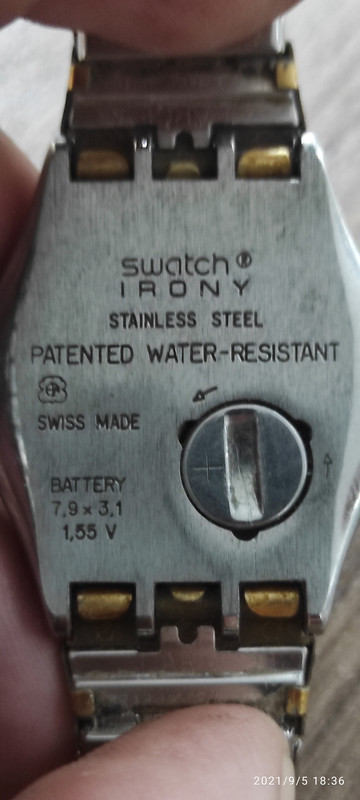 swatch®
IRONY
STAINLESS STEEL
PATENTED WATER-RESISTANT
SWISS MADE
BATTERY
7,9 x 3,1
1,55 V
+
2021/9/5 18:36